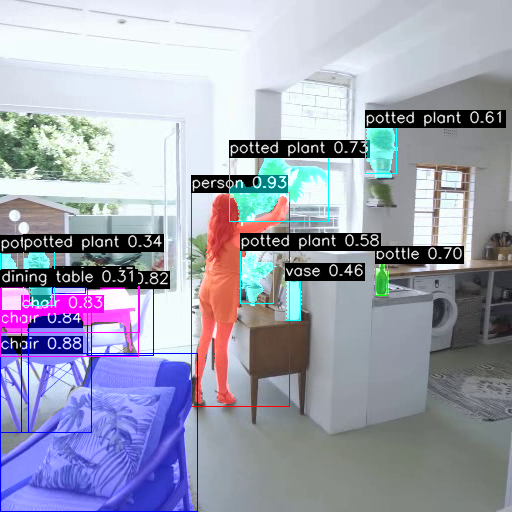 potted plant 0.61
potted plant 0.73
person 0.93
potted plant 0.34
potted plant 0.58
bottle 0.70
vase 0.46
dining table 0.31
0.82
chair 0.83
chair 0.84
chair 0.88